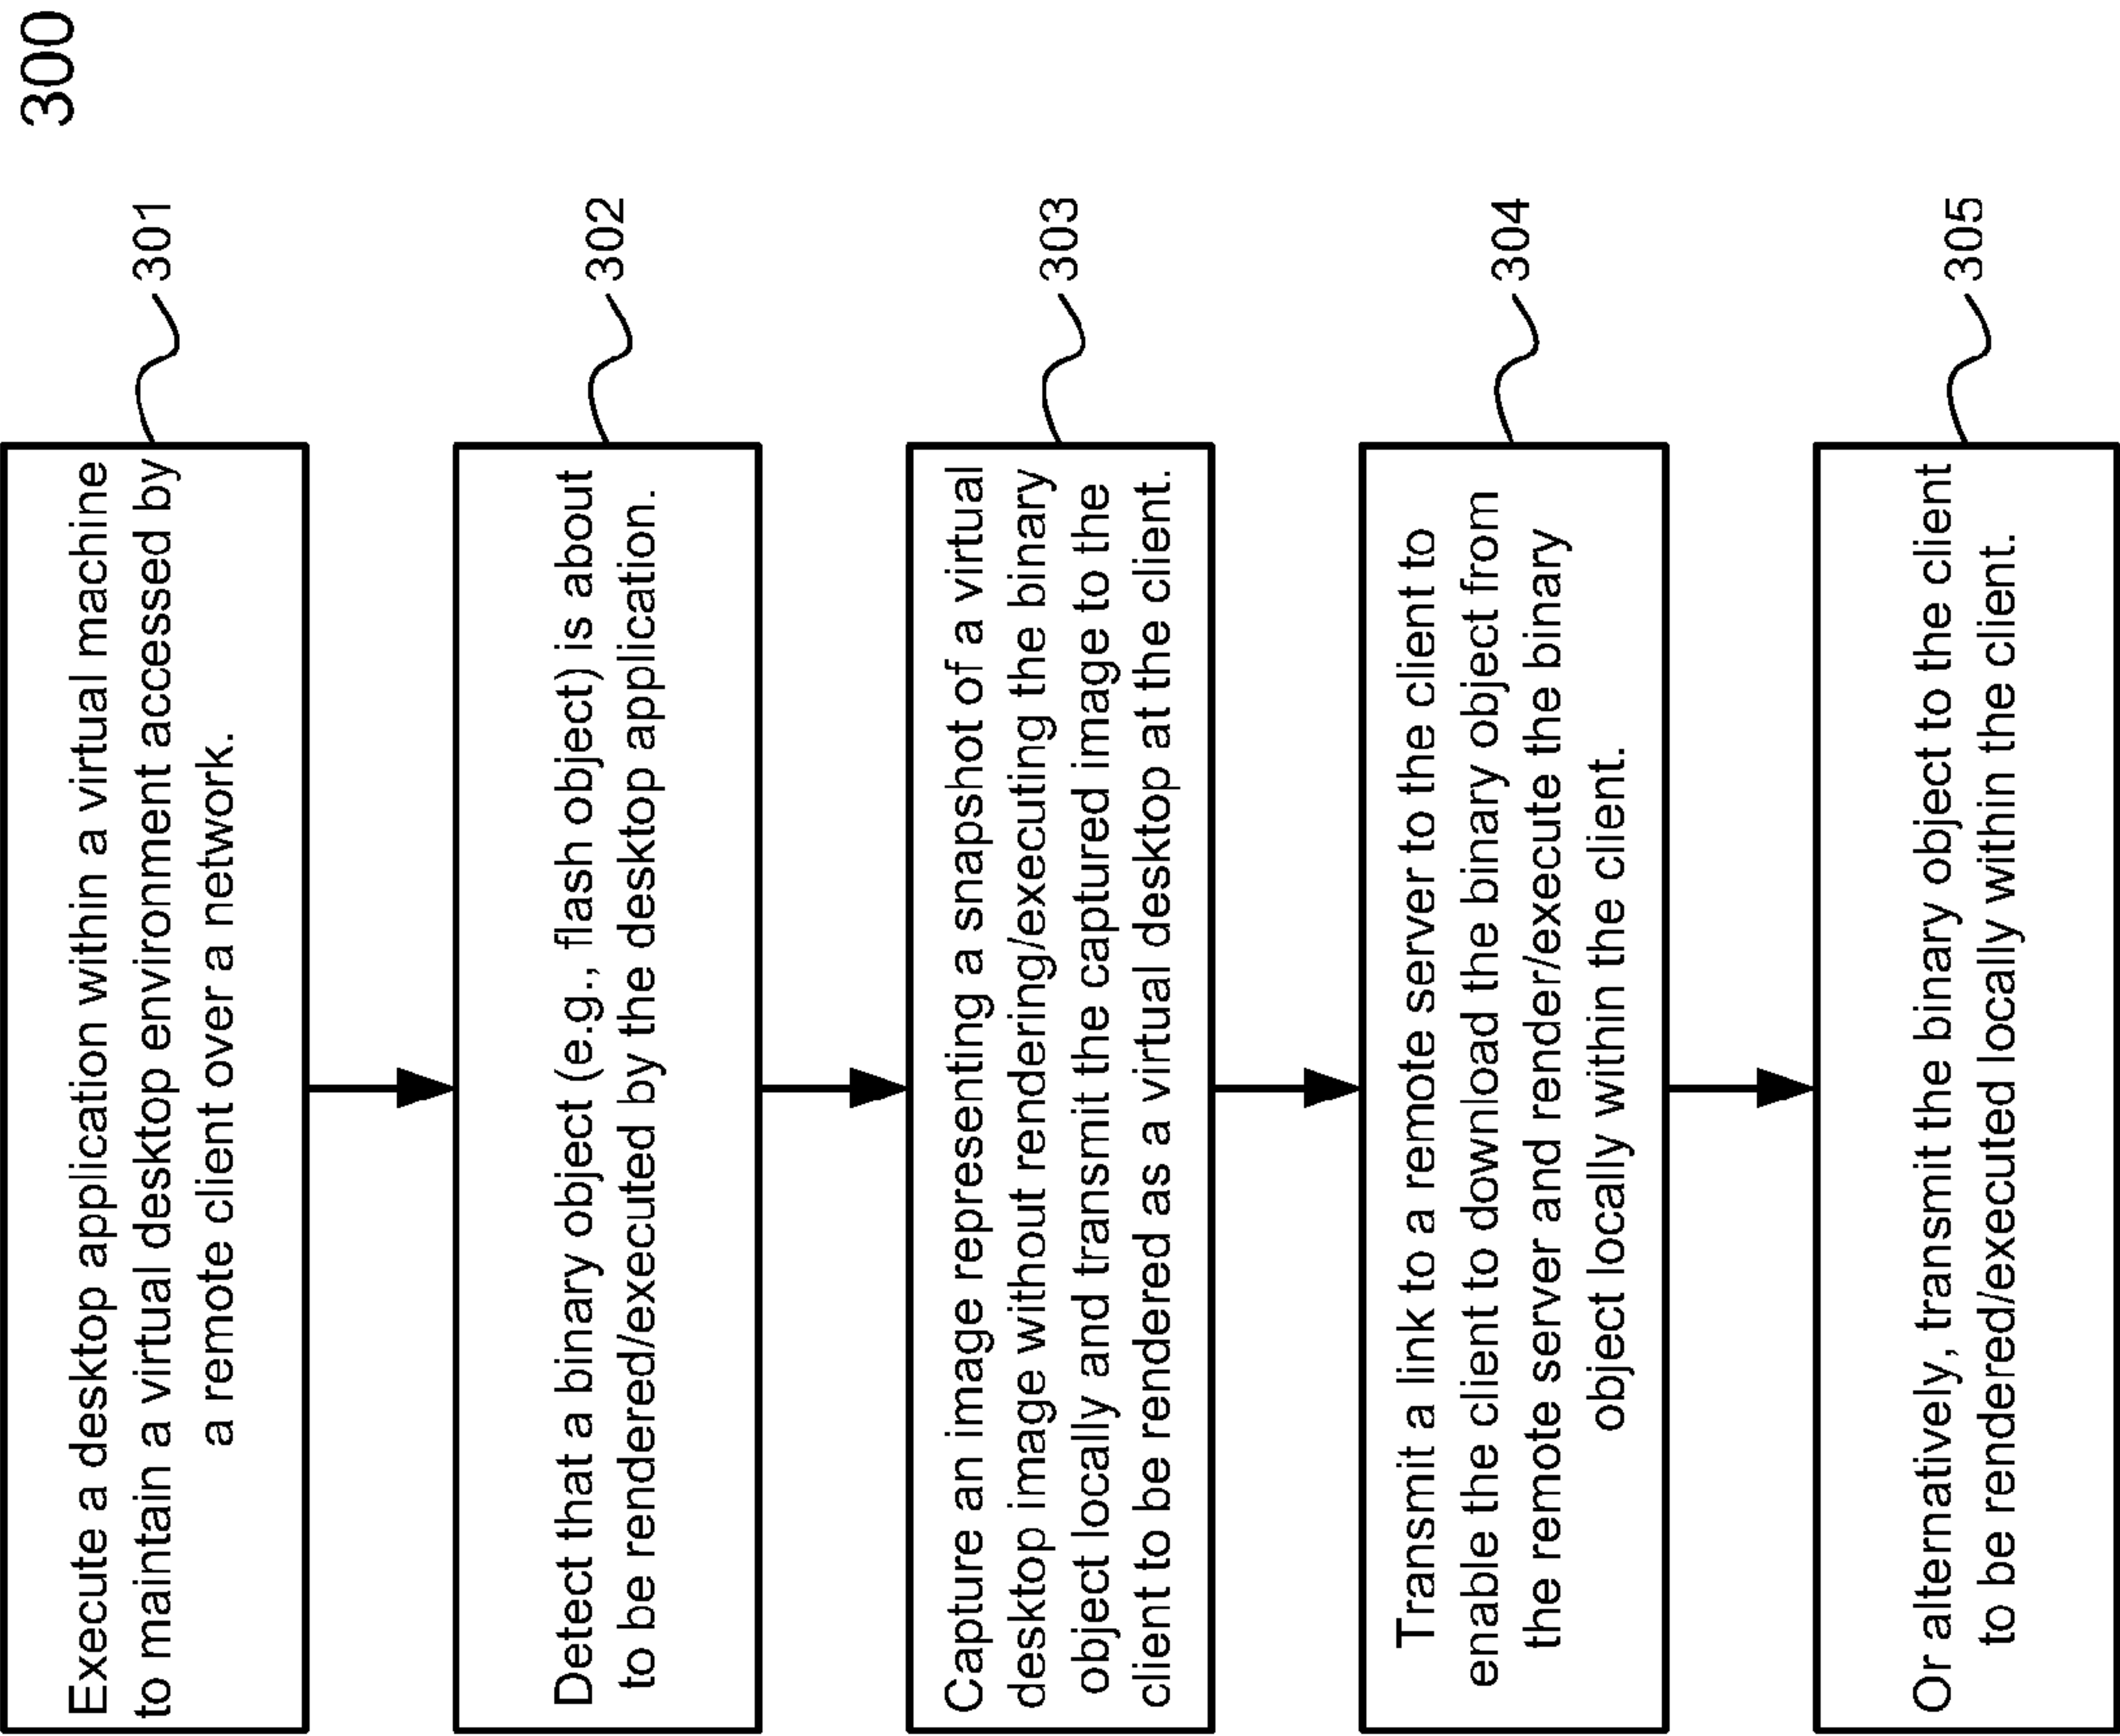 300
Execute a desktop application within a virtual machine
to maintain a virtual desktop environment accessed by
a remote client over a network.
301
Detect that a binary object (e.g., flash object) is about
to be rendered/executed by the desktop application.
302
Capture an image representing a snapshot of a virtual
desktop image without rendering/executing the binary
object locally and transmit the captured image to the
client to be rendered as a virtual desktop at the client.
303
Transmit a link to a remote server to the client to
enable the client to download the binary object from
the remote server and render/execute the binary
object locally within the client.
304
Or alternatively, transmit the binary object to the client
to be rendered/executed locally within the client.
305